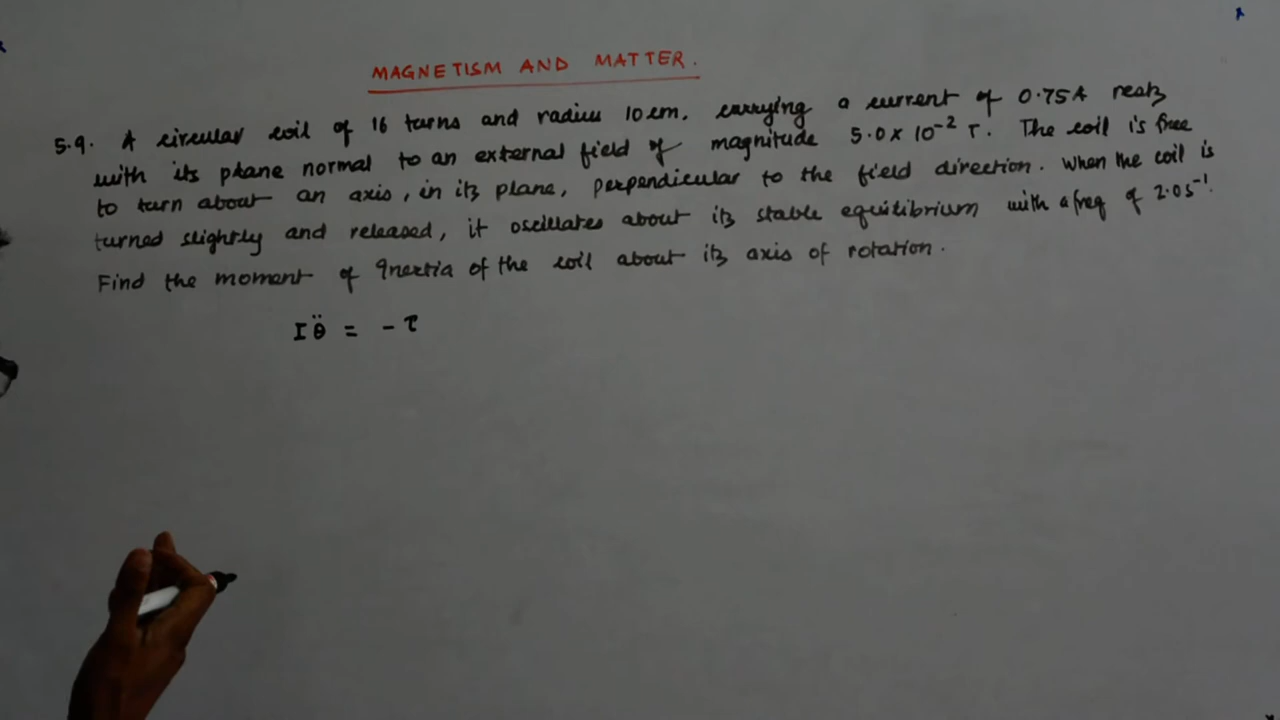 MAGNETISM AND MATTER.
5.9. A circular coil of 16 turns and radius 10 cm. carrying a current of 0.75A rests
with its plane normal to an external field of magnitude 5.0 x 10⁻² T. The coil is free
to turn about an axis, in its plane, perpendicular to the field direction. When the coil is
turned slightly and released, it oscillates about its stable equilibrium with a freq of 2.0s⁻¹.
Find the moment of Inertia of the coil about its axis of rotation.
Iθ̈ = - τ